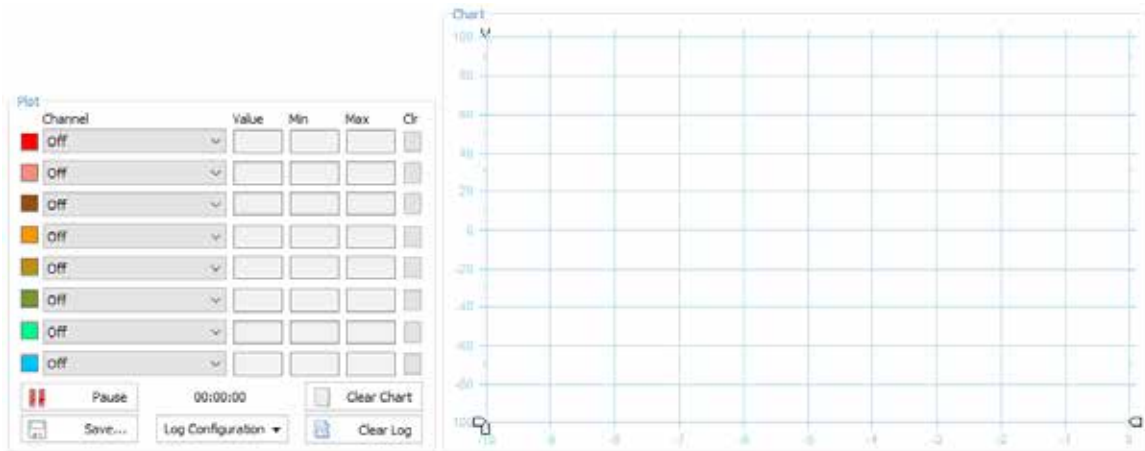 Chart
100
80
60
40
20
0
-20
-40
-60
-80
-10 -9 -8 -7 -6 -5 -4 -3 -2 -1 0
Plot
Channel Value Min Max Clr
Off
Off
Off
Off
Off
Off
Off
Off
Pause 00:00:00 Clear Chart
Save... Log Configuration Clear Log